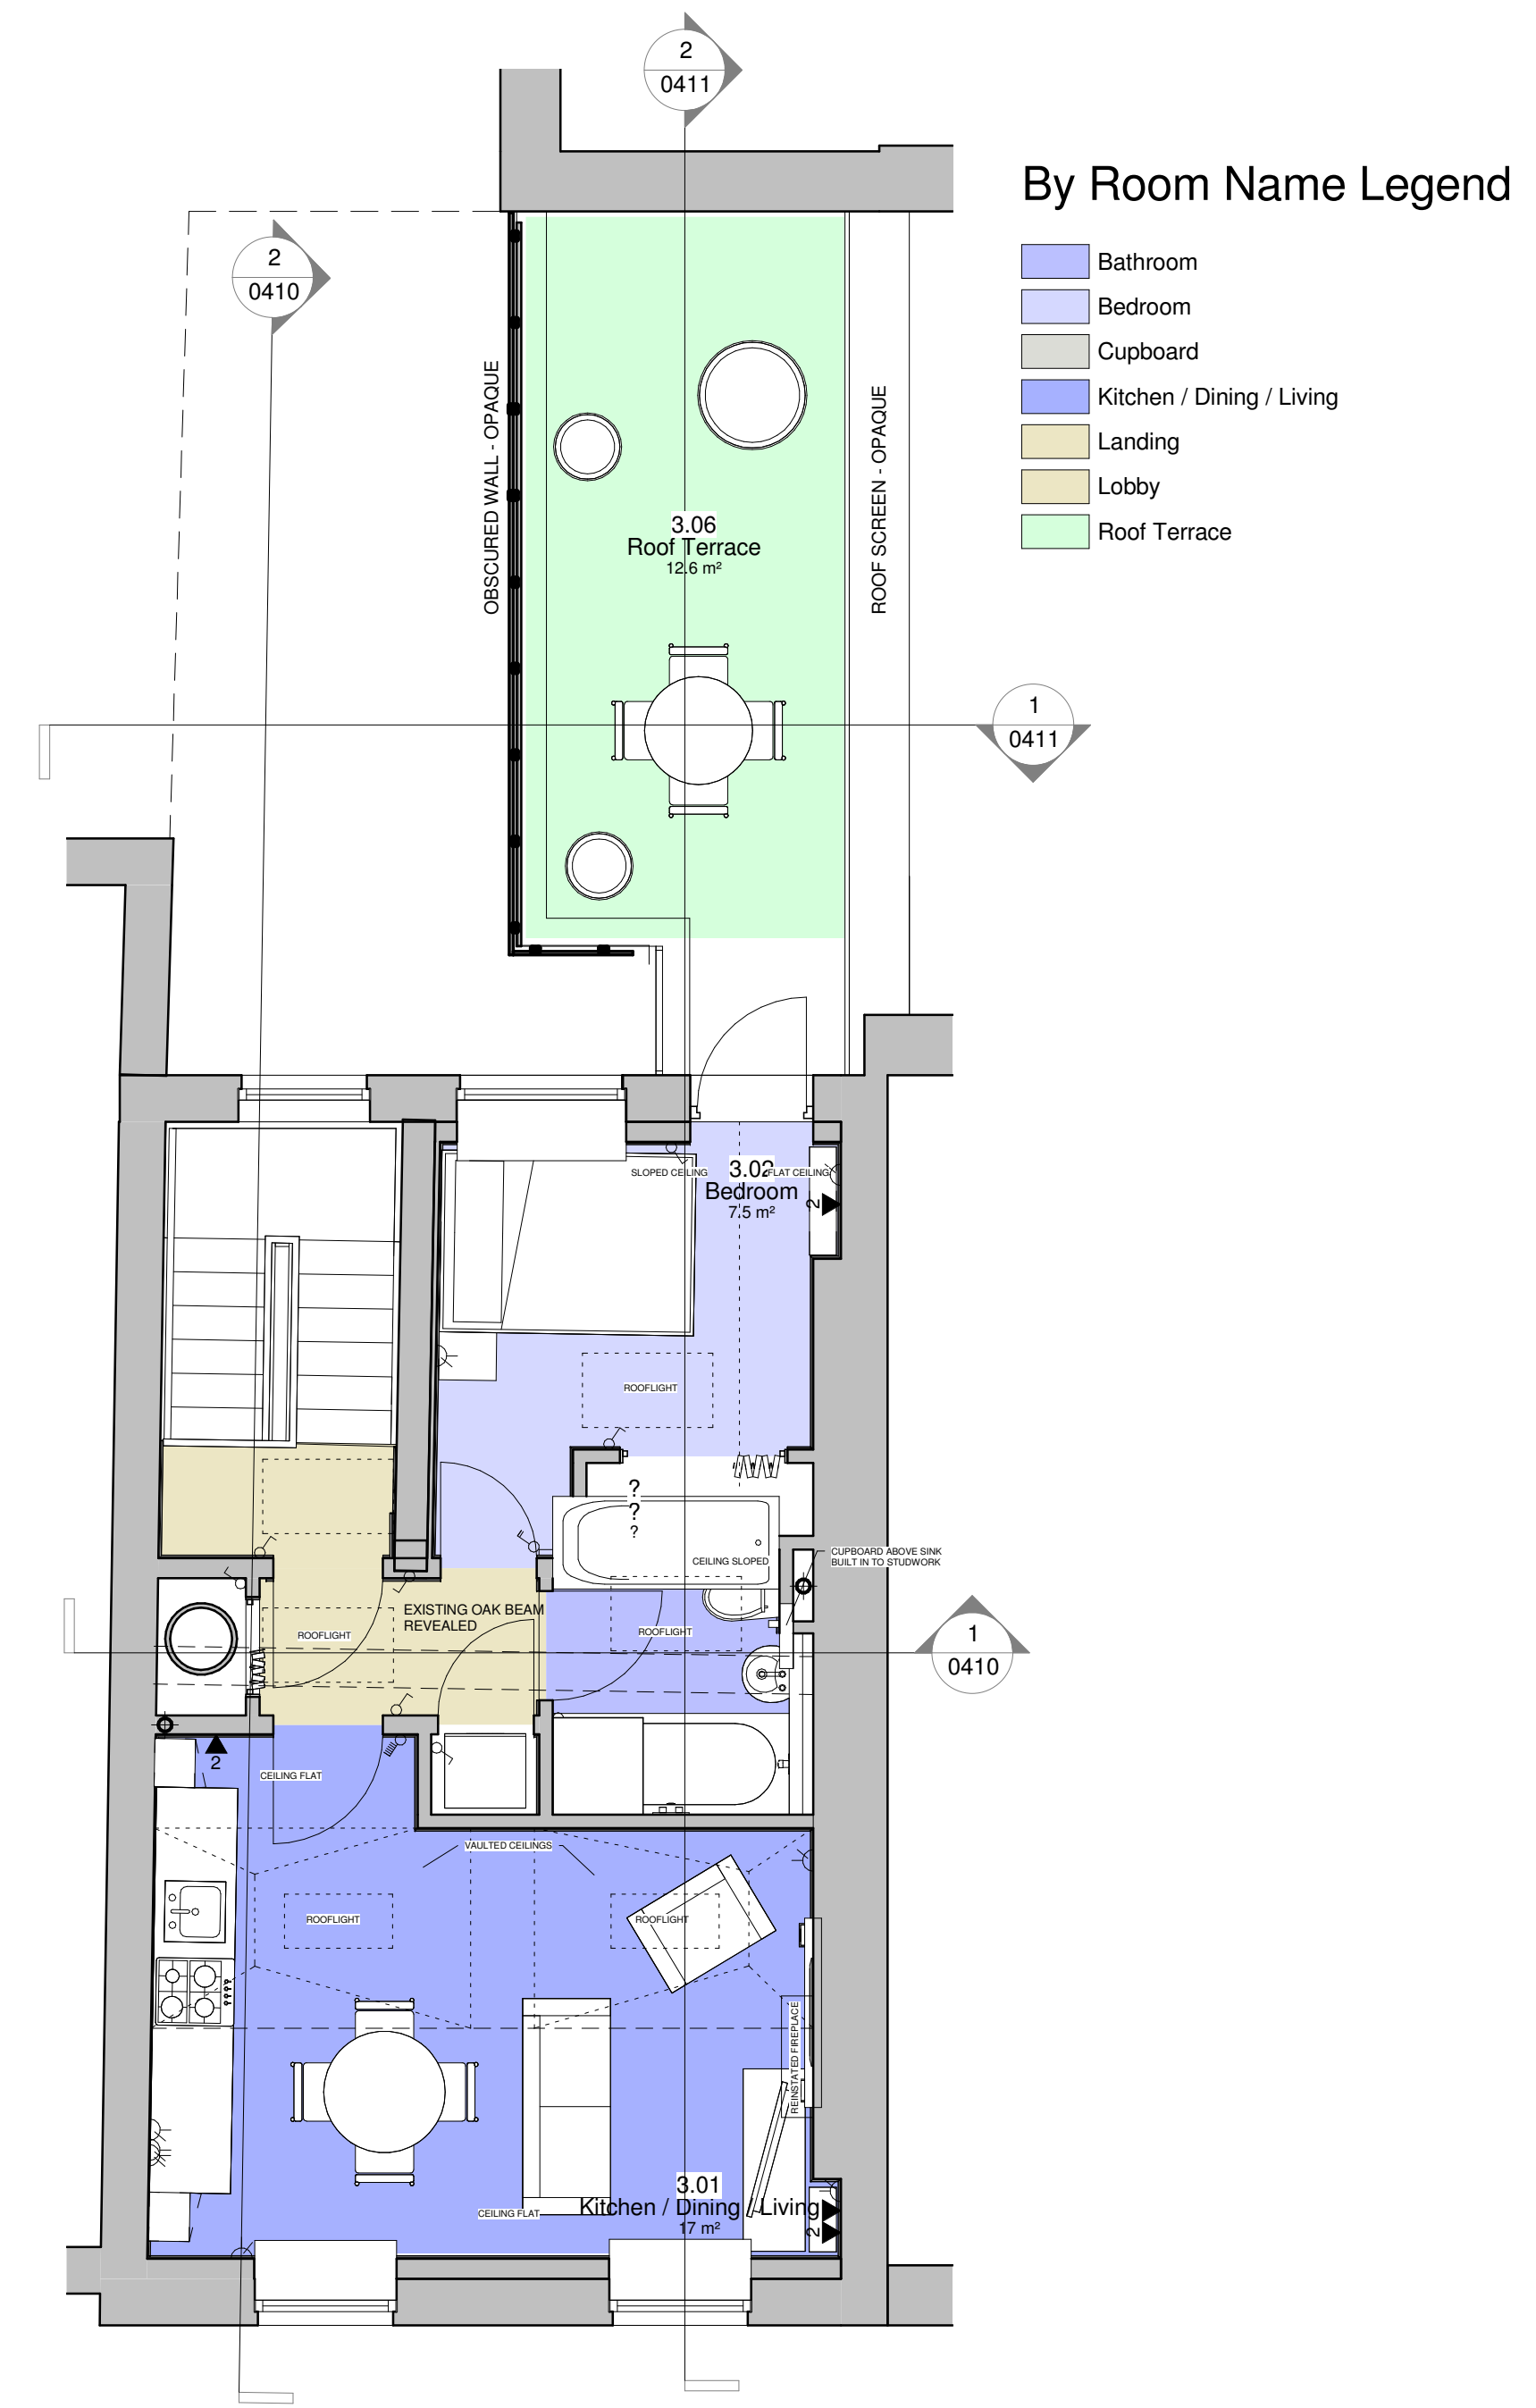 2
0411
By Room Name Legend
Bathroom
Bedroom
Cupboard
Kitchen / Dining / Living
Landing
Lobby
Roof Terrace
2
0410
OBSCURED WALL - OPAQUE
ROOF SCREEN - OPAQUE
3.06
Roof Terrace
12.6 m²
1
0411
SLOPED CEILING
3.02
FLAT CEILING
Bedroom
7.5 m²
2
ROOFLIGHT
?
?
?
CEILING SLOPED
CUPBOARD ABOVE SINK
BUILT IN TO STUDWORK
EXISTING OAK BEAM
REVEALED
ROOFLIGHT
ROOFLIGHT
1
0410
2
CEILING FLAT
VAULTED CEILINGS
ROOFLIGHT
ROOFLIGHT
REINSTATED FIREPLACE
3.01
Kitchen / Dining / Living
17 m²
CEILING FLAT
2